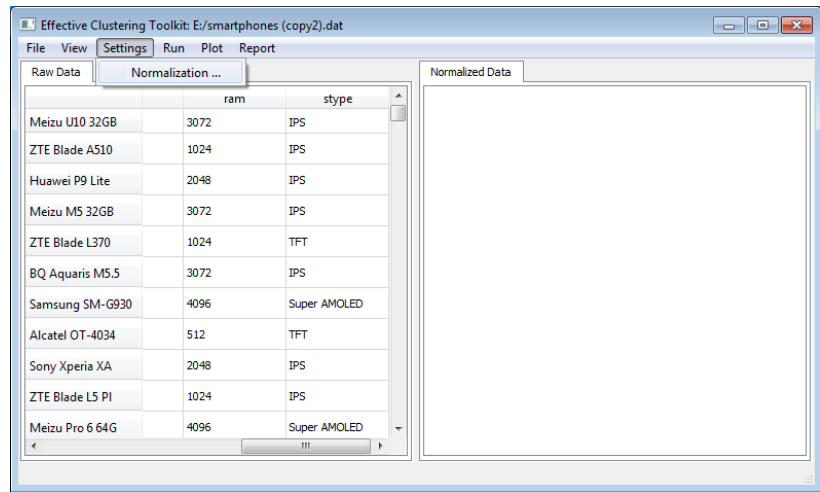 Effective Clustering Toolkit: E:/smartphones (copy2).dat
File View Settings Run Plot Report
Raw Data Normalization ... Normalized Data
ram stype
Meizu U10 32GB 3072 IPS
ZTE Blade A510 1024 IPS
Huawei P9 Lite 2048 IPS
Meizu M5 32GB 3072 IPS
ZTE Blade L370 1024 TFT
BQ Aquaris M5.5 3072 IPS
Samsung SM-G930 4096 Super AMOLED
Alcatel OT-4034 512 TFT
Sony Xperia XA 2048 IPS
ZTE Blade L5 PI 1024 IPS
Meizu Pro 6 64G 4096 Super AMOLED